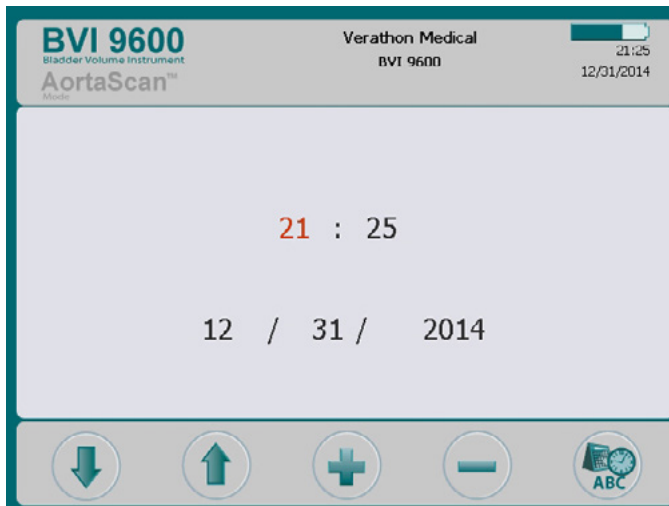 BVI 9600
Bladder Volume Instrument
AortaScan™
Mode
Verathon Medical
BVI 9600
21:25
12/31/2014
21 : 25
12 / 31 / 2014
ABC